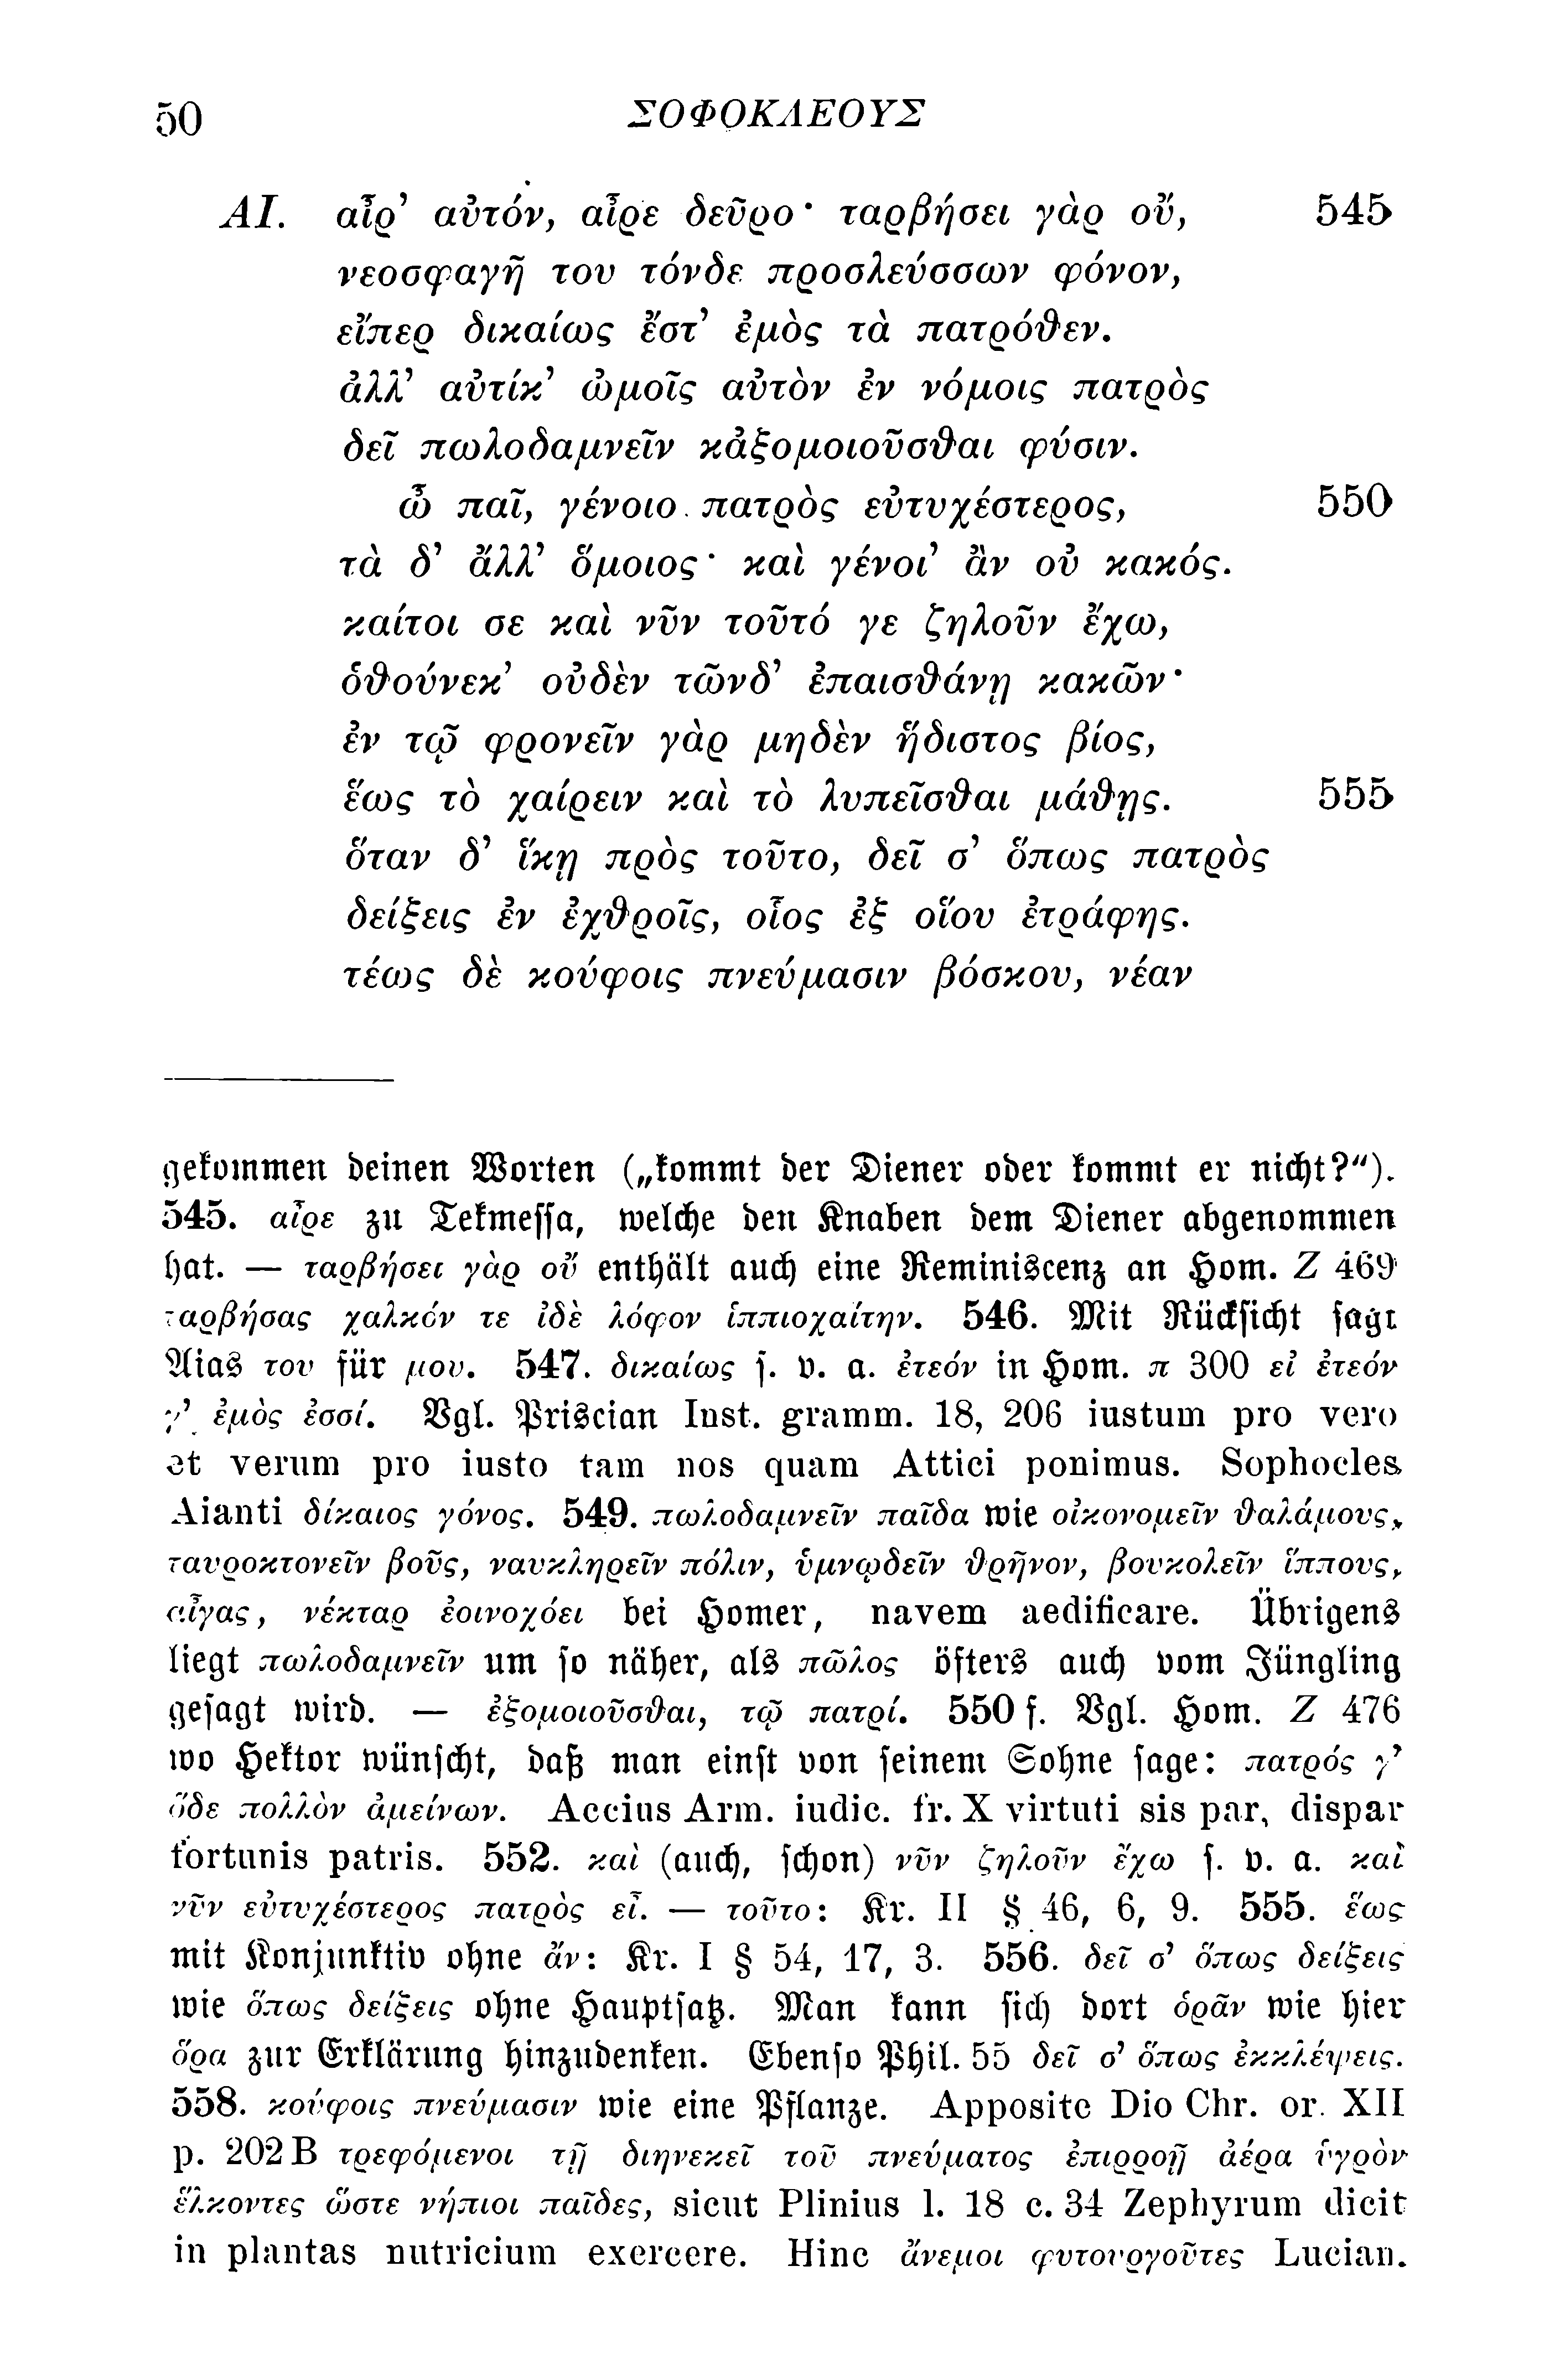 50 ΣΟΦΟΚΛΕΟΥΣ
ΑΙ. αἶρ’ αὐτόν, αἶρε δεῦρο· ταρβήσει γὰρ οὔ, 545
νεοσφαγῆ του τόνδε προσλεύσσων φόνον,
εἴπερ δικαίως ἔστ’ ἐμὸς τὰ πατρόθεν.
ἀλλ’ αὐτίκ’ ὠμοῖς αὐτὸν ἐν νόμοις πατρὸς
δεῖ πωλοδαμνεῖν κἀξομοιοῦσθαι φύσιν.
ὦ παῖ, γένοιο πατρὸς εὐτυχέστερος, 550
τὰ δ’ ἄλλ’ ὅμοιος· καὶ γένοι’ ἂν οὐ κακός.
καίτοι σε καὶ νῦν τοῦτό γε ζηλοῦν ἔχω,
ὁθούνεκ’ οὐδὲν τῶνδ’ ἐπαισθάνῃ κακῶν·
ἐν τῷ φρονεῖν γὰρ μηδὲν ἥδιστος βίος,
ἕως τὸ χαίρειν καὶ τὸ λυπεῖσθαι μάθῃς. 555
ὅταν δ’ ἵκῃ πρὸς τοῦτο, δεῖ σ’ ὅπως πατρὸς
δείξεις ἐν ἐχθροῖς, οἷος ἐξ οἵου ἐτράφης.
τέως δὲ κούφοις πνεύμασιν βόσκου, νέαν
gekommen deinen Worten („kommt der Diener oder kommt er nicht?“).
545. αἶρε zu Tekmessa, welche den Knaben dem Diener abgenommen
hat. — ταρβήσει γὰρ οὔ enthält auch eine Reminiscenz an Hom. Ζ 469
ταρβήσας χαλκόν τε ἰδὲ λόφον ἱππιοχαίτην. 546. Mit Rücksicht sagt
Aias του für μου. 547. δικαίως s. v. a. ἐτεόν in Hom. π 300 εἰ ἐτεόν
γ’ ἐμὸς ἐσσί. Vgl. Priscian Inst. gramm. 18, 206 iustum pro vero
et verum pro iusto tam nos quam Attici ponimus. Sophocles
Aianti δίκαιος γόνος. 549. πωλοδαμνεῖν παῖδα wie οἰκονομεῖν θαλάμους,
ταυροκτονεῖν βοῦς, ναυκληρεῖν πόλιν, ὑμνῳδεῖν θρῆνον, βουκολεῖν ἵππους,
αἶγας, νέκταρ ἐοινοχόει bei Homer, navem aedificare. Übrigens
liegt πωλοδαμνεῖν um so näher, als πῶλος öfters auch vom Jüngling
gesagt wird. — ἐξομοιοῦσθαι, τῷ πατρί. 550 f. Vgl. Hom. Ζ 476
wo Hektor wünscht, daß man einst von seinem Sohne sage: πατρός γ’
ὅδε πολλὸν ἀμείνων. Accius Arm. iudic. fr. X virtuti sis par, dispar
fortunis patris. 552. καὶ (auch, schon) νῦν ζηλοῦν ἔχω s. v. a. καὶ
νῦν εὐτυχέστερος πατρὸς εἶ. — τοῦτο: Kr. II § 46, 6, 9. 555. ἕως
mit Konjunktiv ohne ἄν: Kr. I § 54, 17, 3. 556. δεῖ σ’ ὅπως δείξεις
wie ὅπως δείξεις ohne Hauptsatz. Man kann sich dort ὁρᾶν wie hier
ὅρα zur Erklärung hinzudenken. Ebenso Phil. 55 δεῖ σ’ ὅπως ἐκκλέψεις.
558. κούφοις πνεύμασιν wie eine Pflanze. Apposite Dio Chr. or. XII
p. 202 B τρεφόμενοι τῇ διηνεκεῖ τοῦ πνεύματος ἐπιρροῇ ἀέρα ὑγρὸν
ἕλκοντες ὥστε νήπιοι παῖδες, sicut Plinius l. 18 c. 34 Zephyrum dicit
in plantas nutricium exercere. Hinc ἄνεμοι φυτουργοῦτες Lucian.